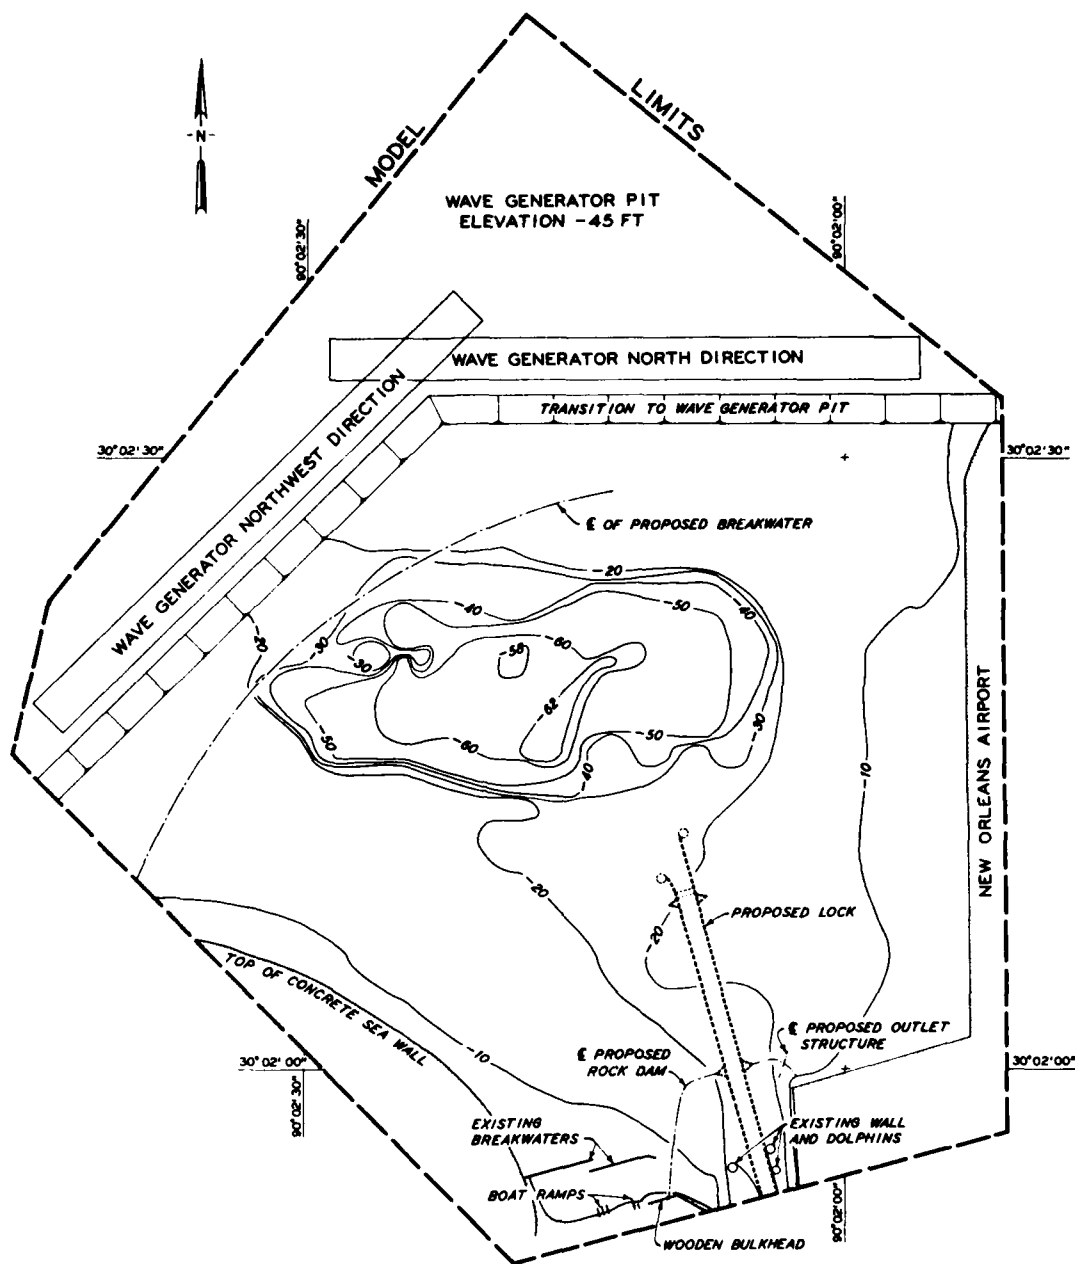 MODEL
LIMITS
-N-
WAVE GENERATOR PIT
ELEVATION -45 FT
90°02'30"
90°02'00"
WAVE GENERATOR NORTH DIRECTION
WAVE GENERATOR NORTHWEST DIRECTION
TRANSITION TO WAVE GENERATOR PIT
30°02'30"
30°02'30"
℄ OF PROPOSED BREAKWATER
-20
-40
-50
-40
-20
-30
-30
-60
-58
-62
-30
-50
-60
-50
-40
-10
NEW ORLEANS AIRPORT
-20
PROPOSED LOCK
-20
TOP OF CONCRETE SEA WALL
-10
℄ PROPOSED OUTLET
STRUCTURE
℄ PROPOSED
ROCK DAM
30°02'00"
30°02'00"
90°02'30"
EXISTING
BREAKWATERS
EXISTING WALL
AND DOLPHINS
BOAT RAMPS
WOODEN BULKHEAD
90°02'00"